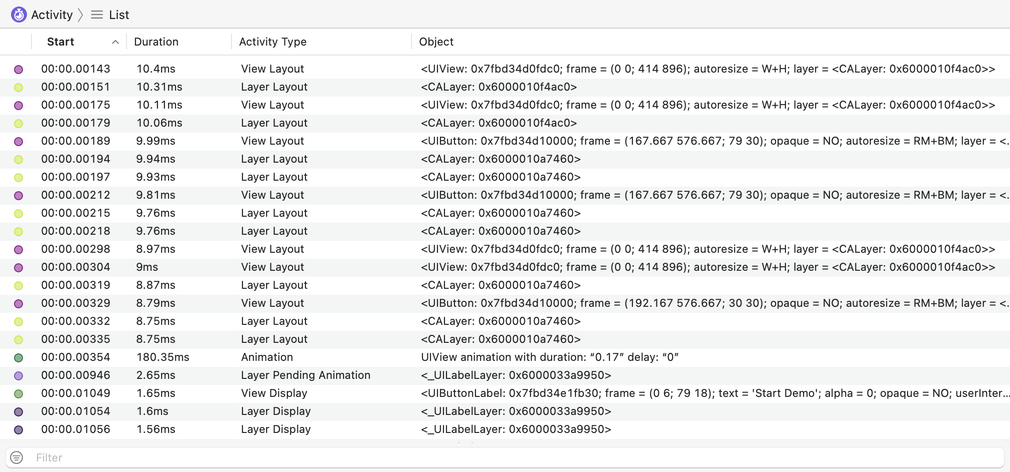 Activity List
Start Duration Activity Type Object
00:00.00143 10.4ms View Layout <UIView: 0x7fbd34d0fdc0; frame = (0 0; 414 896); autoresize = W+H; layer = <CALayer: 0x6000010f4ac0>>
00:00.00151 10.31ms Layer Layout <CALayer: 0x6000010f4ac0>
00:00.00175 10.11ms View Layout <UIView: 0x7fbd34d0fdc0; frame = (0 0; 414 896); autoresize = W+H; layer = <CALayer: 0x6000010f4ac0>>
00:00.00179 10.06ms Layer Layout <CALayer: 0x6000010f4ac0>
00:00.00189 9.99ms View Layout <UIButton: 0x7fbd34d10000; frame = (167.667 576.667; 79 30); opaque = NO; autoresize = RM+BM; layer = <...
00:00.00194 9.94ms Layer Layout <CALayer: 0x6000010a7460>
00:00.00197 9.93ms Layer Layout <CALayer: 0x6000010a7460>
00:00.00212 9.81ms View Layout <UIButton: 0x7fbd34d10000; frame = (167.667 576.667; 79 30); opaque = NO; autoresize = RM+BM; layer = <...
00:00.00215 9.76ms Layer Layout <CALayer: 0x6000010a7460>
00:00.00218 9.76ms Layer Layout <CALayer: 0x6000010a7460>
00:00.00298 8.97ms View Layout <UIView: 0x7fbd34d0fdc0; frame = (0 0; 414 896); autoresize = W+H; layer = <CALayer: 0x6000010f4ac0>>
00:00.00304 9ms View Layout <UIView: 0x7fbd34d0fdc0; frame = (0 0; 414 896); autoresize = W+H; layer = <CALayer: 0x6000010f4ac0>>
00:00.00319 8.87ms Layer Layout <CALayer: 0x6000010a7460>
00:00.00329 8.79ms View Layout <UIButton: 0x7fbd34d10000; frame = (192.167 576.667; 30 30); opaque = NO; autoresize = RM+BM; layer = <...
00:00.00332 8.75ms Layer Layout <CALayer: 0x6000010a7460>
00:00.00335 8.75ms Layer Layout <CALayer: 0x6000010a7460>
00:00.00354 180.35ms Animation UIView animation with duration: “0.17” delay: “0”
00:00.00946 2.65ms Layer Pending Animation <_UILabelLayer: 0x6000033a9950>
00:00.01049 1.65ms View Display <UIButtonLabel: 0x7fbd34e1fb30; frame = (0 6; 79 18); text = 'Start Demo'; alpha = 0; opaque = NO; userInter...
00:00.01054 1.6ms Layer Display <_UILabelLayer: 0x6000033a9950>
00:00.01056 1.56ms Layer Display <_UILabelLayer: 0x6000033a9950>
Filter